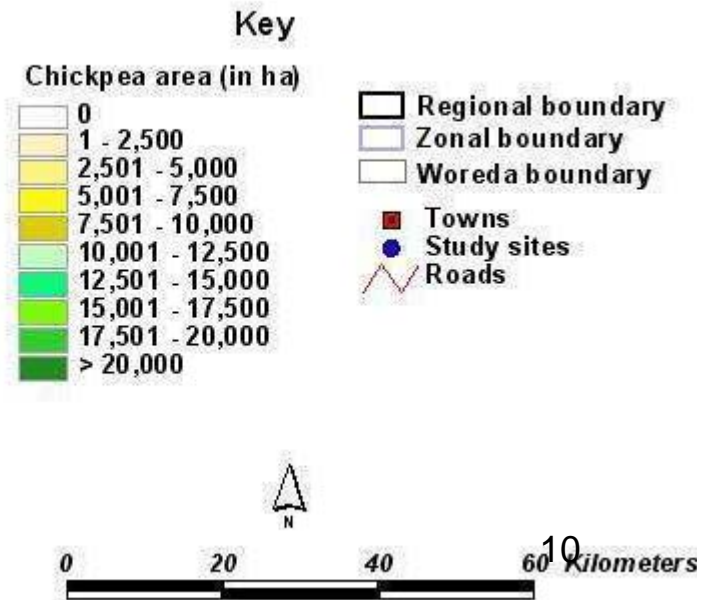 Key
Chickpea area (in ha)
0
1 - 2,500
2,501 - 5,000
5,001 - 7,500
7,501 - 10,000
10,001 - 12,500
12,501 - 15,000
15,001 - 17,500
17,501 - 20,000
> 20,000
Regional boundary
Zonal boundary
Woreda boundary
Towns
Study sites
Roads
N
0 20 40 60 Kilometers
10